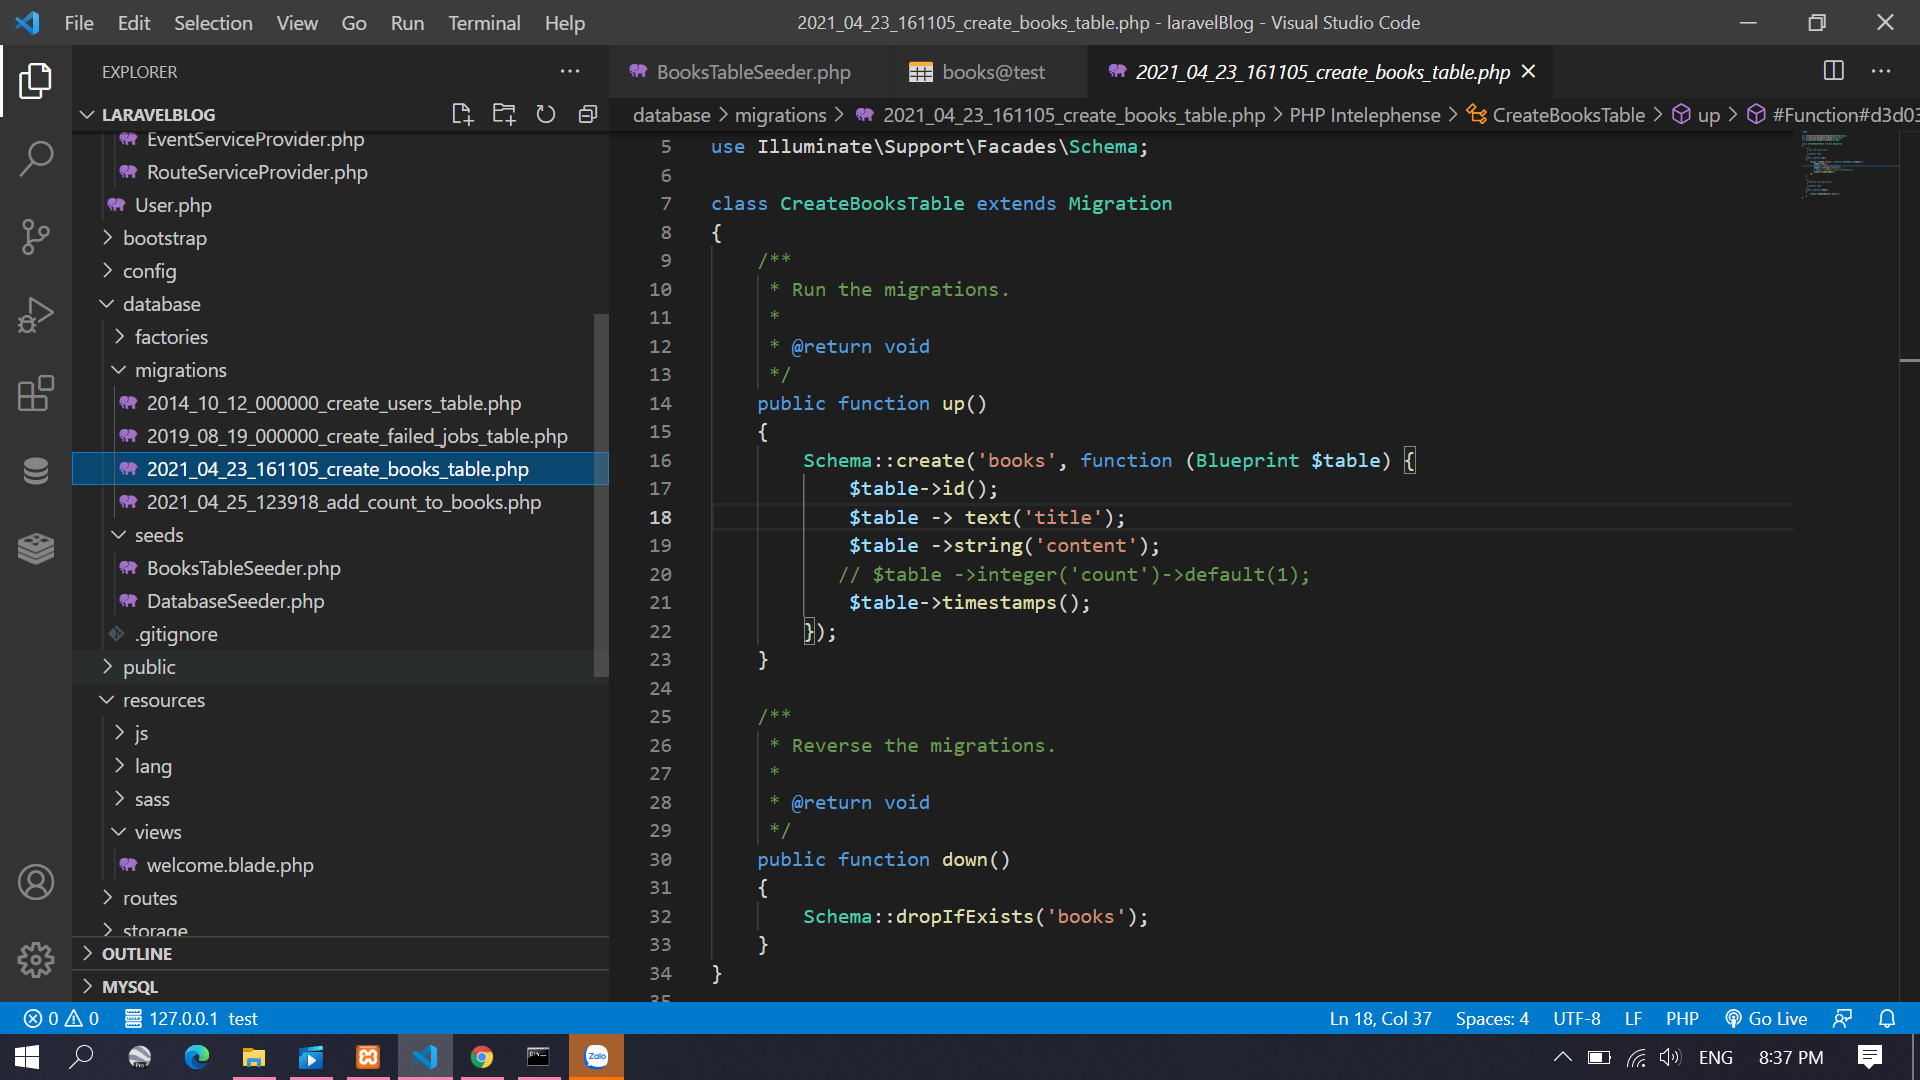 File Edit Selection View Go Run Terminal Help
2021_04_23_161105_create_books_table.php - laravelBlog - Visual Studio Code
EXPLORER
LARAVELBLOG
EventServiceProvider.php
RouteServiceProvider.php
User.php
bootstrap
config
database
factories
migrations
2014_10_12_000000_create_users_table.php
2019_08_19_000000_create_failed_jobs_table.php
2021_04_23_161105_create_books_table.php
2021_04_25_123918_add_count_to_books.php
seeds
BooksTableSeeder.php
DatabaseSeeder.php
.gitignore
public
resources
js
lang
sass
views
welcome.blade.php
routes
storage
OUTLINE
MYSQL
BooksTableSeeder.php books@test 2021_04_23_161105_create_books_table.php
database > migrations > 2021_04_23_161105_create_books_table.php > PHP Intelephense > CreateBooksTable > up > #Function#d3d03
5 use Illuminate\Support\Facades\Schema;
6
7 class CreateBooksTable extends Migration
8 {
9 /**
10 * Run the migrations.
11 *
12 * @return void
13 */
14 public function up()
15 {
16 Schema::create('books', function (Blueprint $table) {
17 $table->id();
18 $table -> text('title');
19 $table ->string('content');
20 // $table ->integer('count')->default(1);
21 $table->timestamps();
22 });
23 }
24
25 /**
26 * Reverse the migrations.
27 *
28 * @return void
29 */
30 public function down()
31 {
32 Schema::dropIfExists('books');
33 }
34 }
35
0 0 127.0.0.1 test Ln 18, Col 37 Spaces: 4 UTF-8 LF PHP Go Live
Zalo ENG 8:37 PM